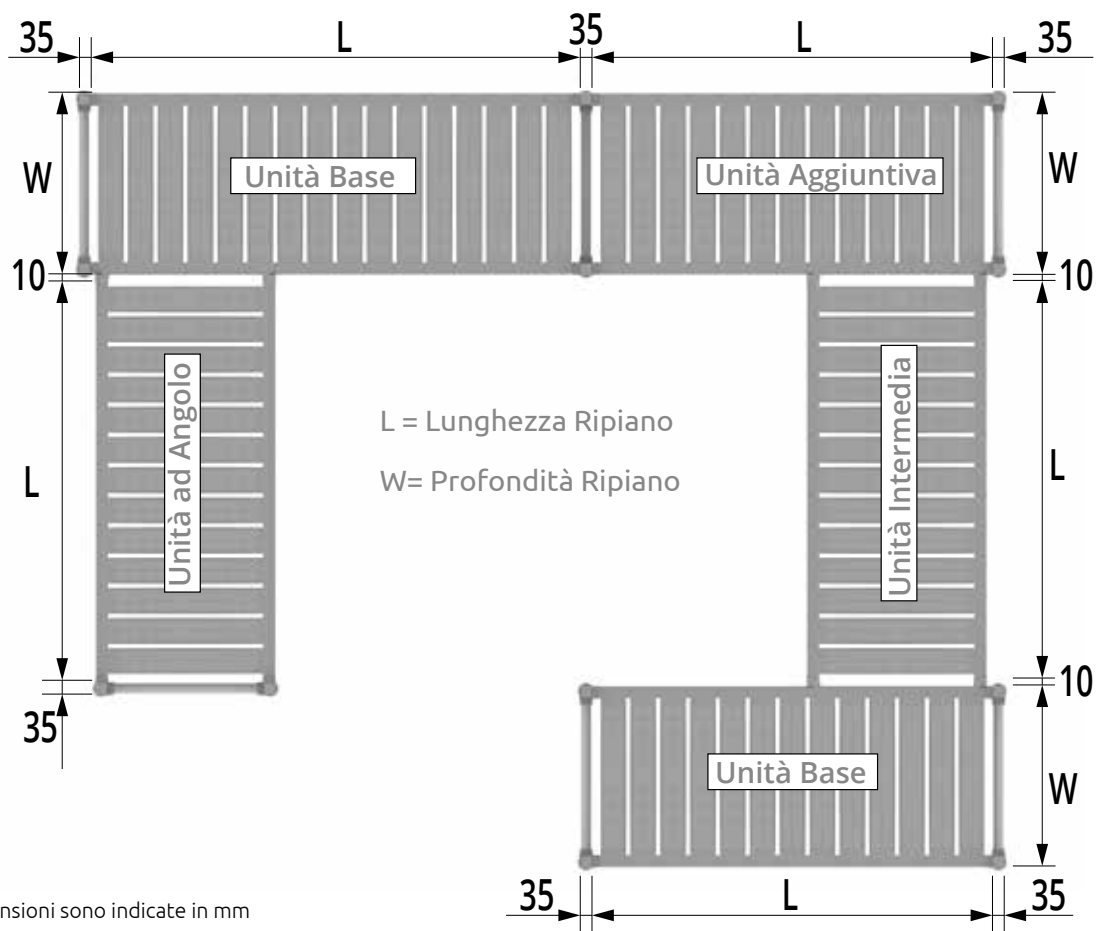 35 L 35 L 35
W Unità Base Unità Aggiuntiva W
10 10
L Unità ad Angolo Unità Intermedia L
L = Lunghezza Ripiano
W= Profondità Ripiano
10
35
Unità Base W
35 L 35
nsioni sono indicate in mm